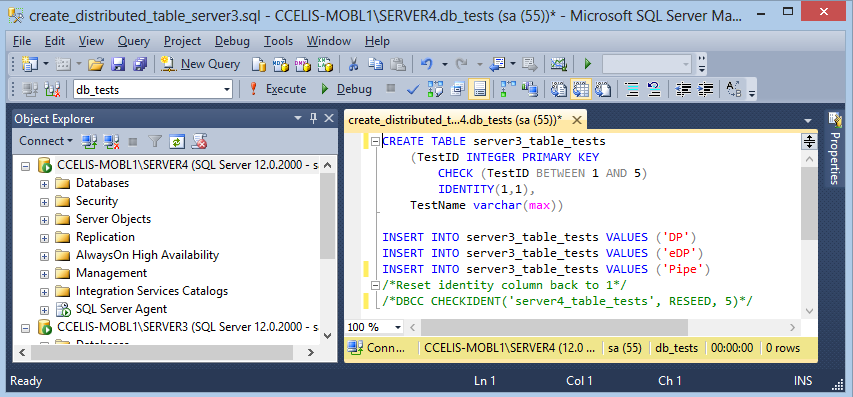 create_distributed_table_server3.sql - CCELIS-MOBL1\SERVER4.db_tests (sa (55))* - Microsoft SQL Server Ma...
File Edit View Query Project Debug Tools Window Help
New Query
db_tests Execute Debug
Object Explorer
Connect
CCELIS-MOBL1\SERVER4 (SQL Server 12.0.2000 - s
Databases
Security
Server Objects
Replication
AlwaysOn High Availability
Management
Integration Services Catalogs
SQL Server Agent
CCELIS-MOBL1\SERVER3 (SQL Server 12.0.2000 - s
create_distributed_t...4.db_tests (sa (55))*
CREATE TABLE server3_table_tests
(TestID INTEGER PRIMARY KEY
CHECK (TestID BETWEEN 1 AND 5)
IDENTITY(1,1),
TestName varchar(max))
INSERT INTO server3_table_tests VALUES ('DP')
INSERT INTO server3_table_tests VALUES ('eDP')
INSERT INTO server3_table_tests VALUES ('Pipe')
/*Reset identity column back to 1*/
/*DBCC CHECKIDENT('server4_table_tests', RESEED, 5)*/
100 %
Conn... CCELIS-MOBL1\SERVER4 (12.0 ... sa (55) db_tests 00:00:00 0 rows
Properties
Ready Ln 1 Col 1 Ch 1 INS